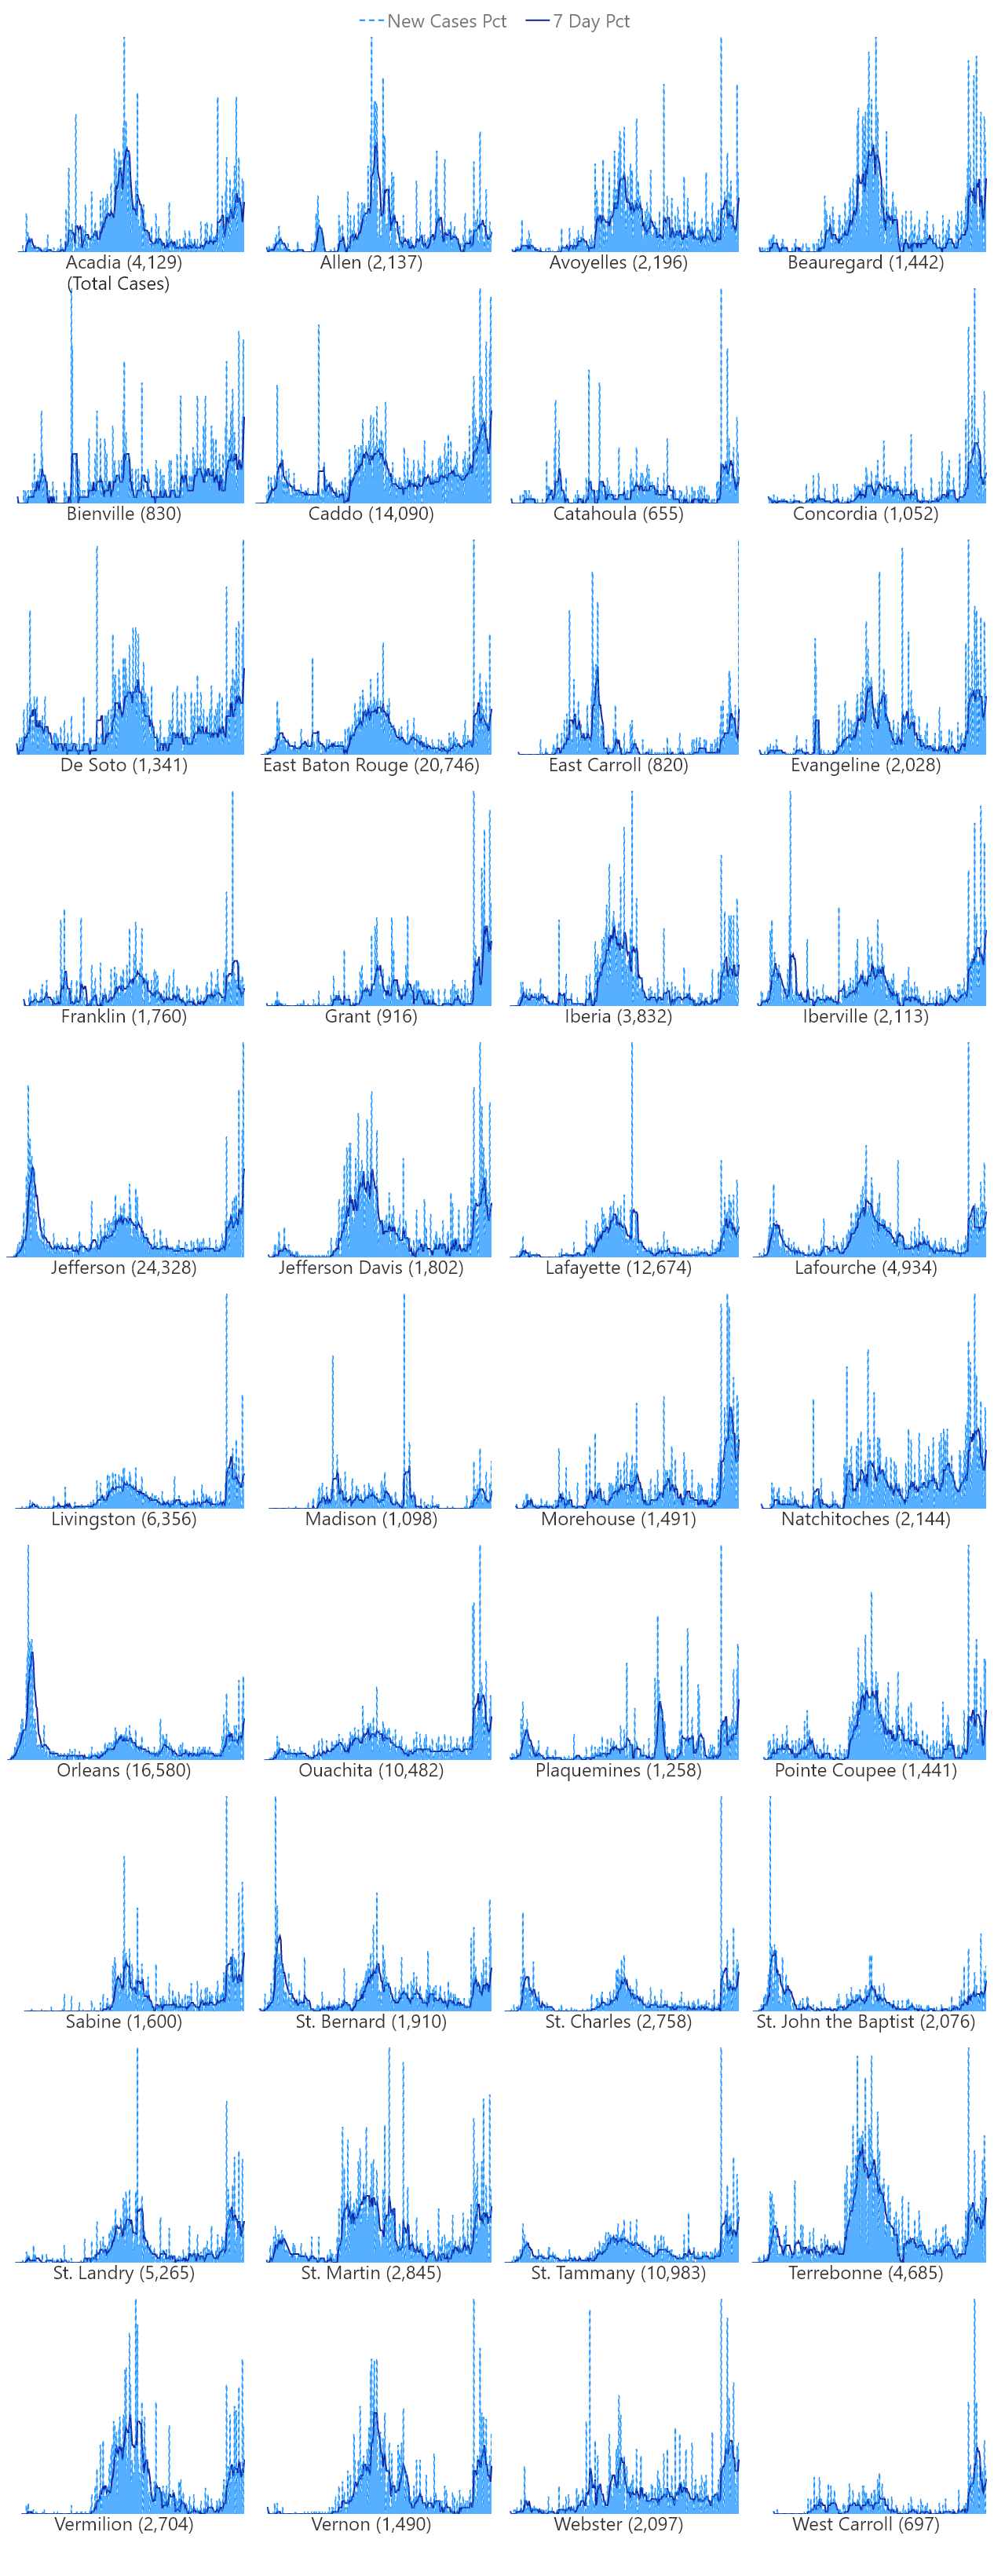 New Cases Pct 7 Day Pct
Acadia (4,129) Allen (2,137) Avoyelles (2,196) Beauregard (1,442)
(Total Cases)
Bienville (830) Caddo (14,090) Catahoula (655) Concordia (1,052)
De Soto (1,341) East Baton Rouge (20,746) East Carroll (820) Evangeline (2,028)
Franklin (1,760) Grant (916) Iberia (3,832) Iberville (2,113)
Jefferson (24,328) Jefferson Davis (1,802) Lafayette (12,674) Lafourche (4,934)
Livingston (6,356) Madison (1,098) Morehouse (1,491) Natchitoches (2,144)
Orleans (16,580) Ouachita (10,482) Plaquemines (1,258) Pointe Coupee (1,441)
Sabine (1,600) St. Bernard (1,910) St. Charles (2,758) St. John the Baptist (2,076)
St. Landry (5,265) St. Martin (2,845) St. Tammany (10,983) Terrebonne (4,685)
Vermilion (2,704) Vernon (1,490) Webster (2,097) West Carroll (697)